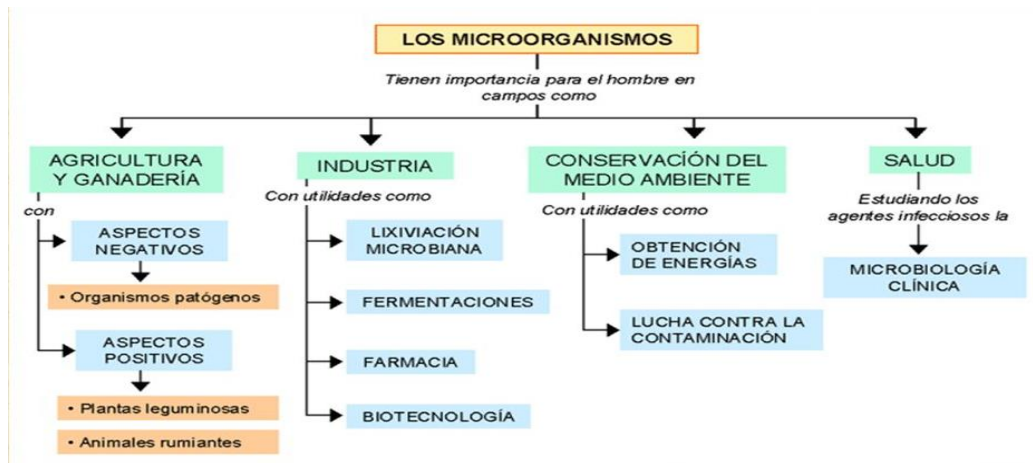 LOS MICROORGANISMOS
Tienen importancia para el hombre en
campos como
AGRICULTURA
Y GANADERÍA
con
ASPECTOS
NEGATIVOS
• Organismos patógenos
ASPECTOS
POSITIVOS
• Plantas leguminosas
• Animales rumiantes
INDUSTRIA
Con utilidades como
LIXIVIACIÓN
MICROBIANA
FERMENTACIONES
FARMACIA
BIOTECNOLOGÍA
CONSERVACÍÓN DEL
MEDIO AMBIENTE
Con utilidades como
OBTENCIÓN
DE ENERGÍAS
LUCHA CONTRA LA
CONTAMINACIÓN
SALUD
Estudiando los
agentes infecciosos la
MICROBIOLOGÍA
CLÍNICA